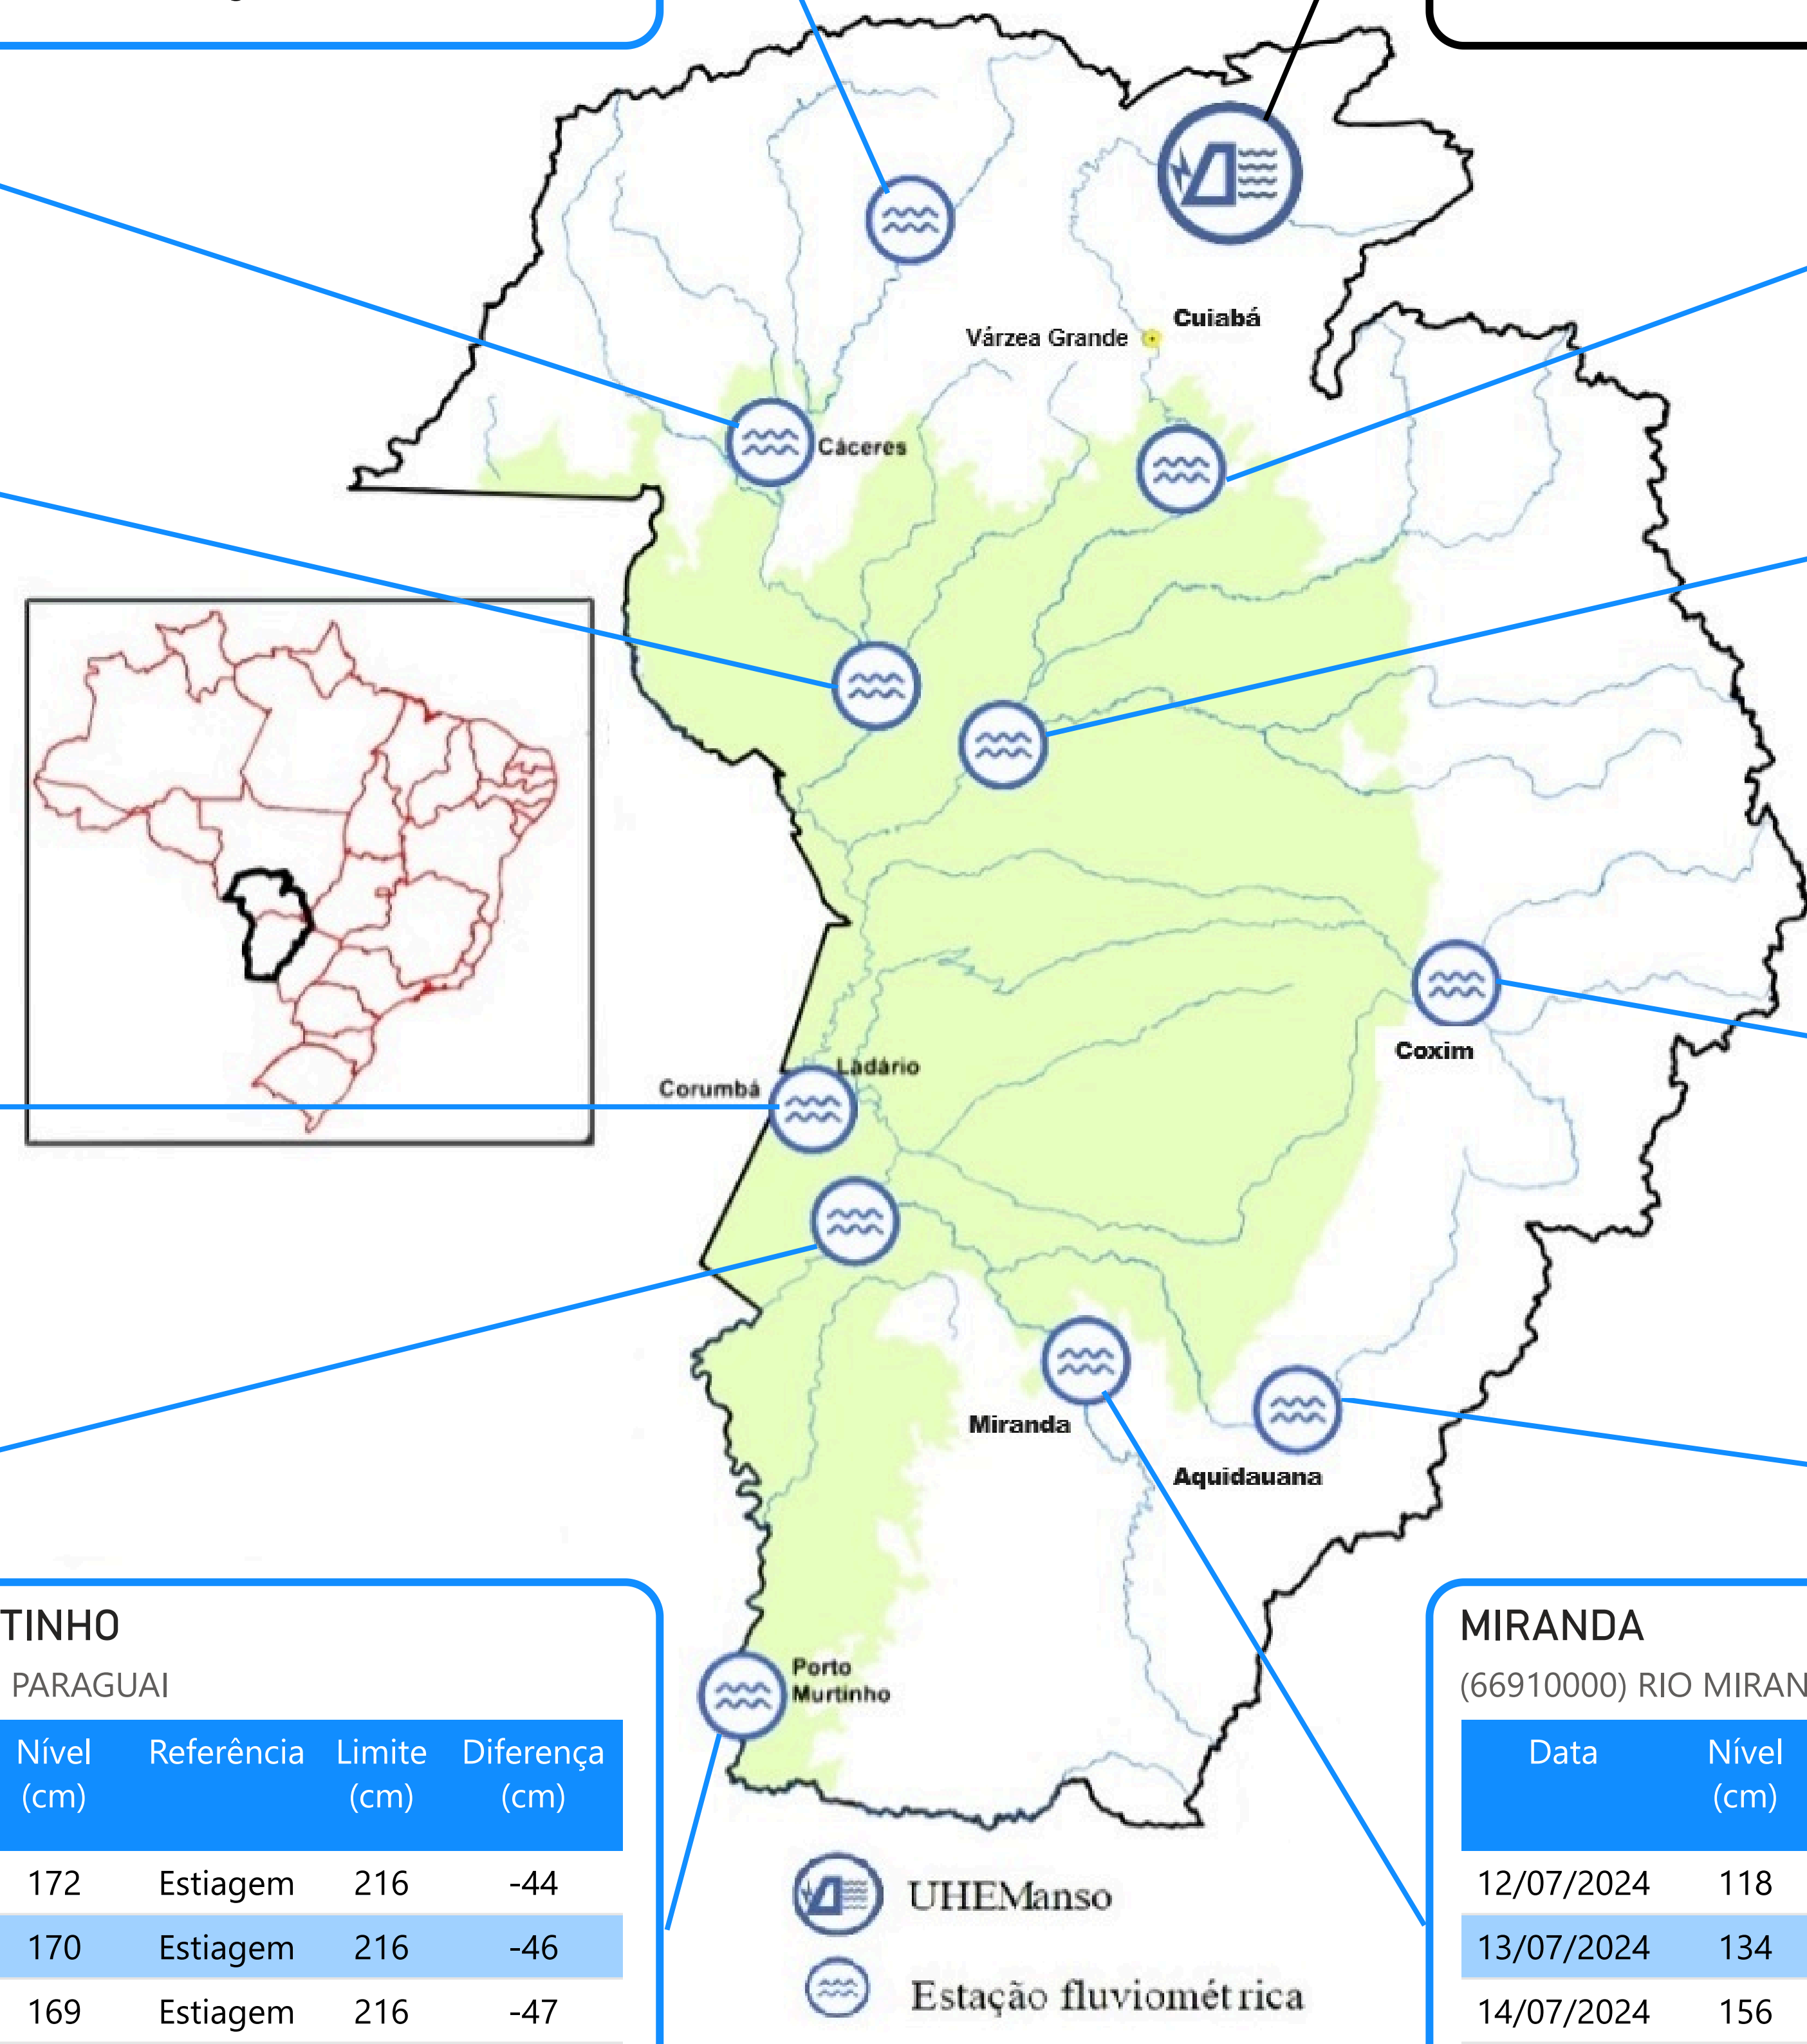 Cuiabá
Várzea Grande
Cáceres
Coxim
Ladário
Corumbá
Miranda
Aquidauana
Porto
Murtinho
TINHO
PARAGUAI
Nível Referência Limite Diferença
(cm) (cm) (cm)
172 Estiagem 216 -44
170 Estiagem 216 -46
169 Estiagem 216 -47
UHEManso
Estação fluviométrica
MIRANDA
(66910000) RIO MIRAN
Data Nível
(cm)
12/07/2024 118
13/07/2024 134
14/07/2024 156